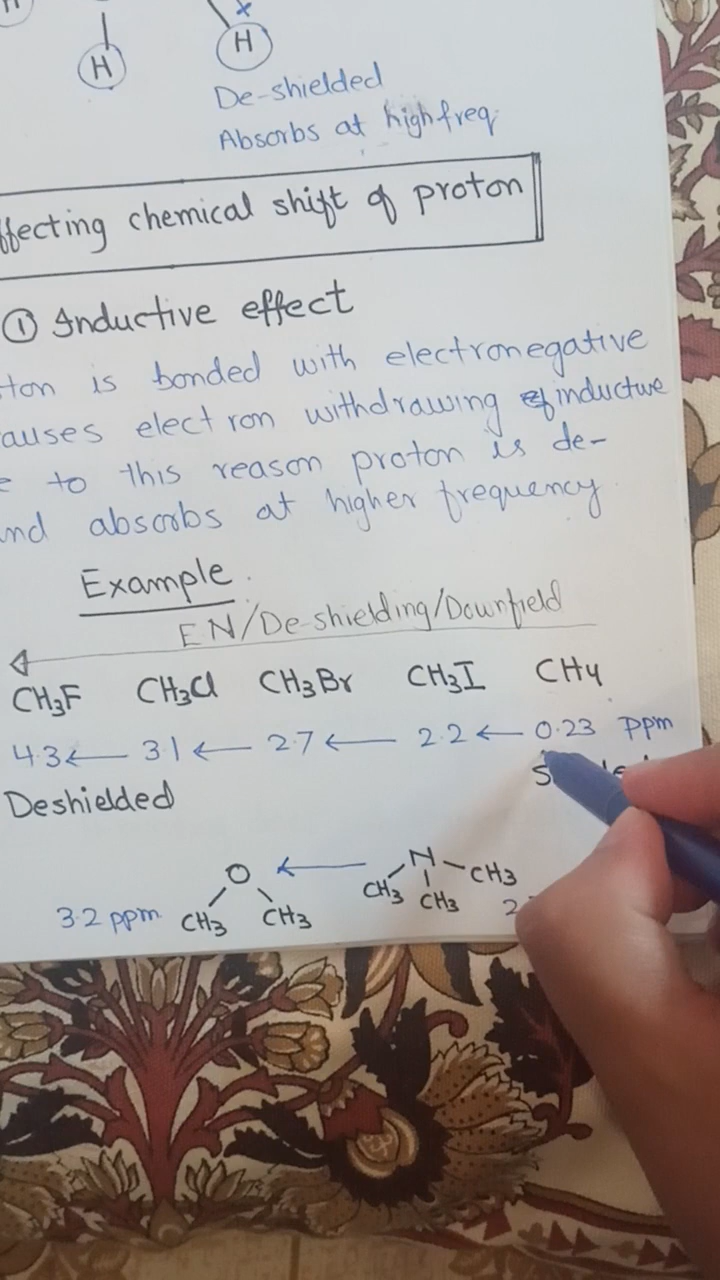 H
H
De-shielded
Absorbs at high freq
ffecting chemical shift of proton
① Inductive effect
ton is bonded with electronegative
auses electron withdrawing inductive
e to this reason proton is de-
nd absorbs at higher frequency
Example
EN/De-shielding/Downfield
CH3F CH3Cl CH3Br CH3I CH4
4.3 ← 3.1 ← 2.7 ← 2.2 ← 0.23 ppm
Deshielded
O ← N
CH3 CH3 CH3 CH3 CH3
3.2 ppm